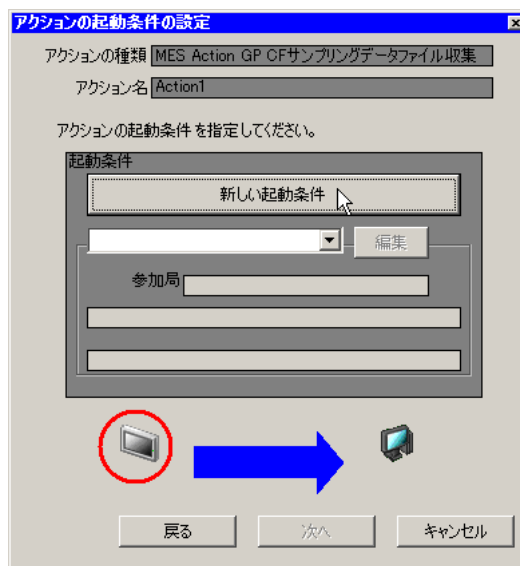 アクションの起動条件の設定
アクションの種類 MES Action GP CFサンプリングデータファイル収集
アクション名 Action1
アクションの起動条件 を指定してください。
起動条件
新しい起動条件
編集
参加局
戻る 次へ キャンセル